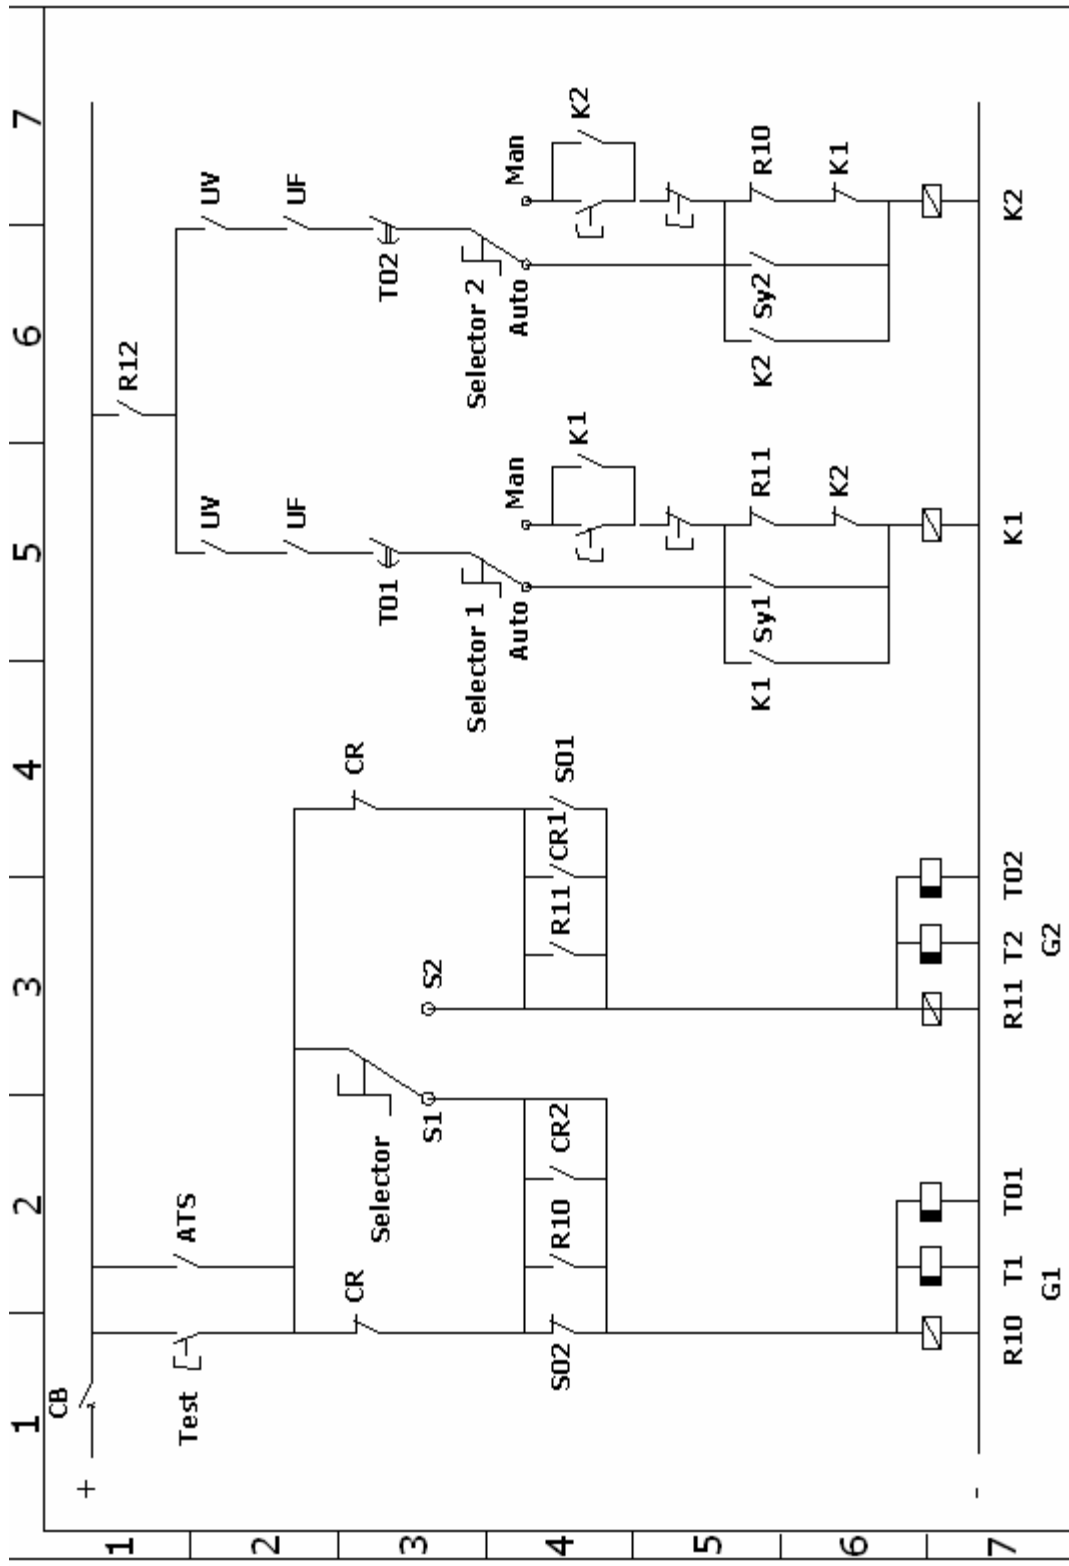 1 2 3 4 5 6 7
CB
+
1
R12
Test
ATS
UV
UV
2
UF
UF
CR
CR
T01
T02
Selector
3
S1
S2
Selector 1
Selector 2
Auto
Man
Auto
Man
4
S02
R10
CR2
R11
CR1
S01
K1
K2
5
K1
Sy1
R11
K2
Sy2
R10
K2
K1
6
-
7
R10 T1 T01
R11 T2 T02
K1
K2
G1
G2